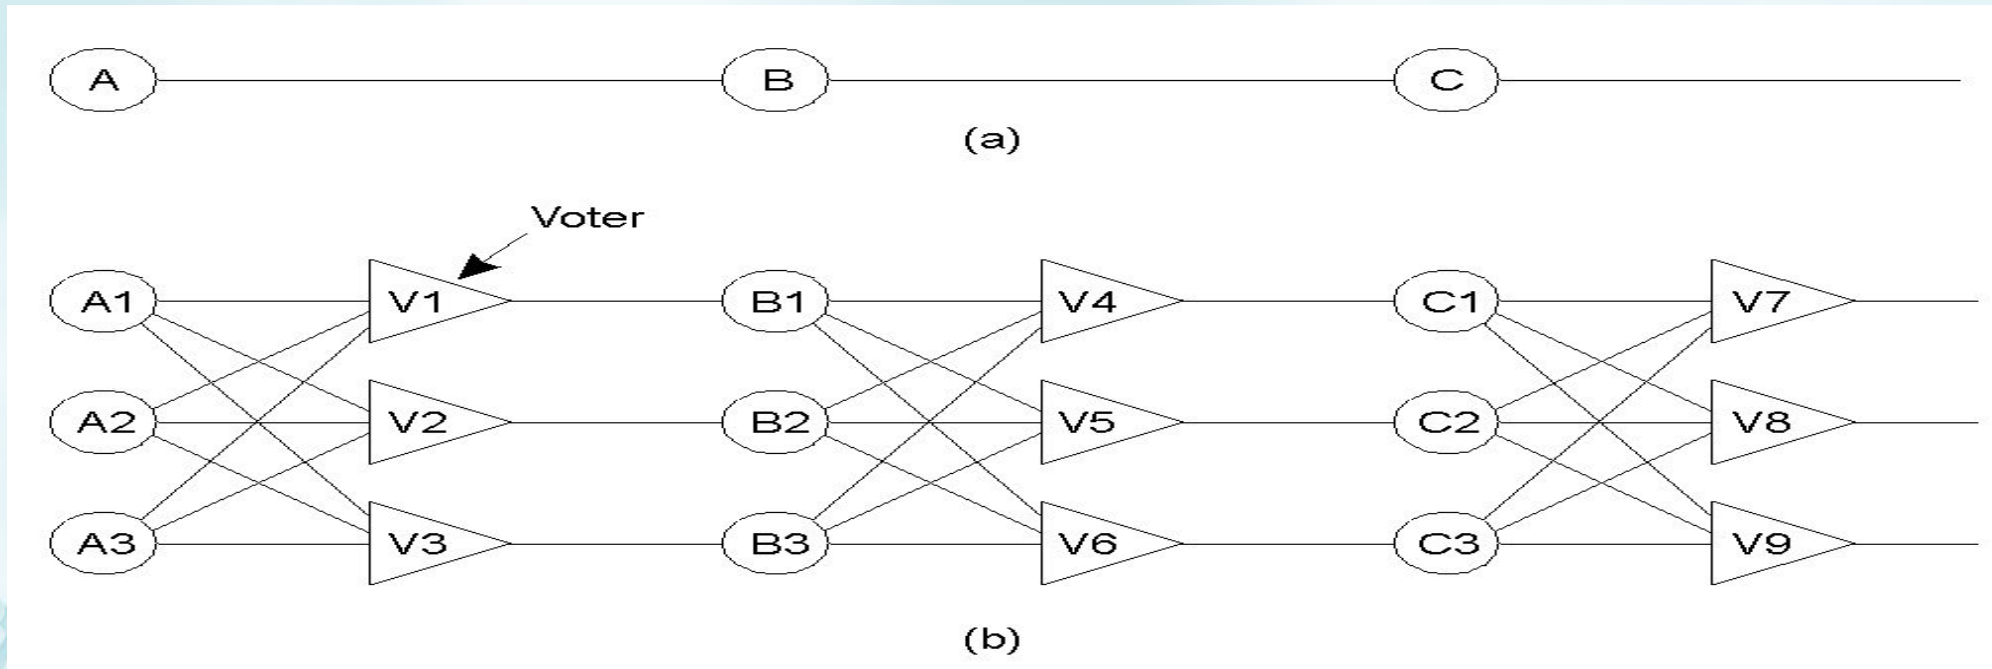 A B C
(a)
Voter
A1 V1 B1 V4 C1 V7
A2 V2 B2 V5 C2 V8
A3 V3 B3 V6 C3 V9
(b)